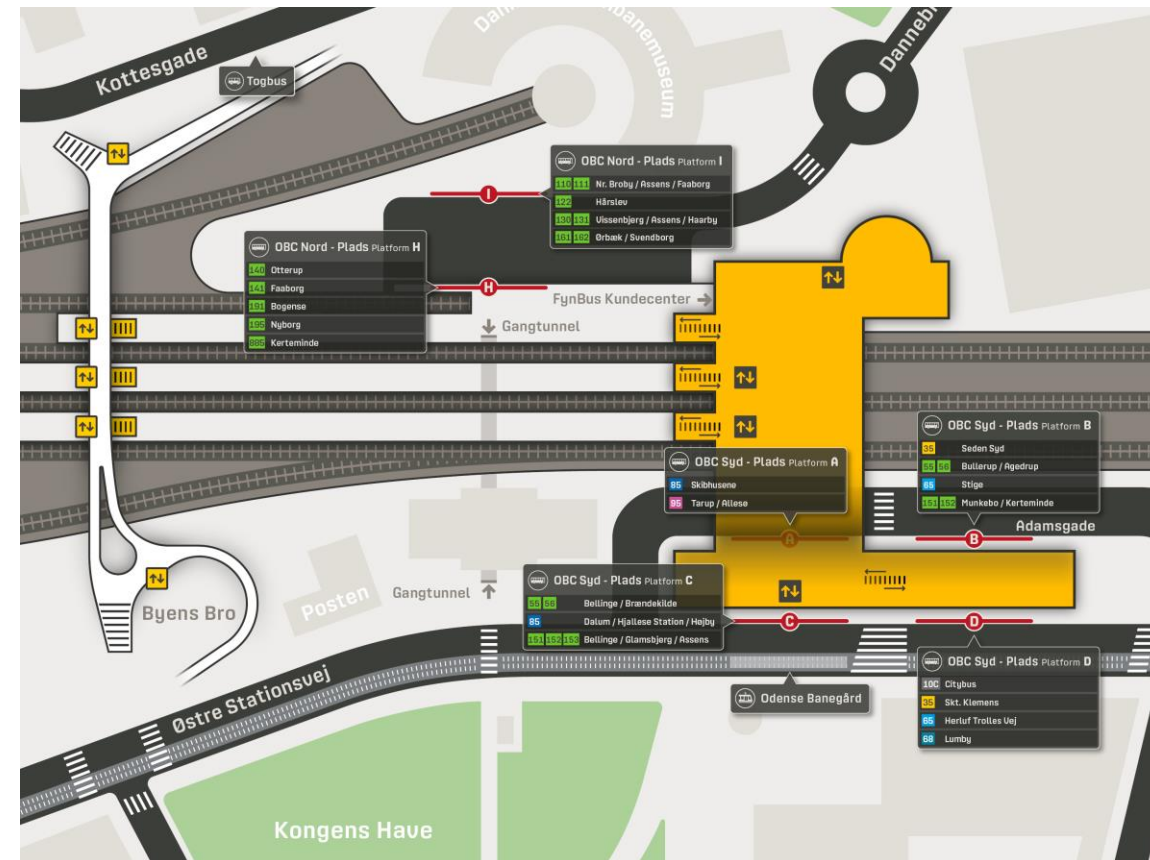 Kottesgade
Togbus
Danne
banemuseum
Dannebr
OBC Nord - Plads Platform I
110 111 Nr. Broby / Assens / Faaborg
122 Hårslev
130 131 Vissenbjerg / Assens / Haarby
161 162 Ørbæk / Svendborg
OBC Nord - Plads Platform H
140 Otterup
141 Faaborg
191 Bogense
195 Nyborg
885 Kerteminde
I
H
FynBus Kundecenter
Gangtunnel
OBC Syd - Plads Platform A
85 Skibhusene
95 Tarup / Allese
OBC Syd - Plads Platform B
35 Seden Syd
55 56 Bullerup / Agedrup
65 Stige
151 152 Munkebo / Kerteminde
Adamsgade
A
B
OBC Syd - Plads Platform C
55 56 Bellinge / Brændekilde
85 Dalum / Hjallese Station / Højby
151 152 153 Bellinge / Glamsbjerg / Assens
Gangtunnel
Posten
Byens Bro
C
D
OBC Syd - Plads Platform D
10C Citybus
35 Skt. Klemens
65 Herluf Trolles Vej
68 Lumby
Odense Banegård
Østre Stationsvej
Kongens Have